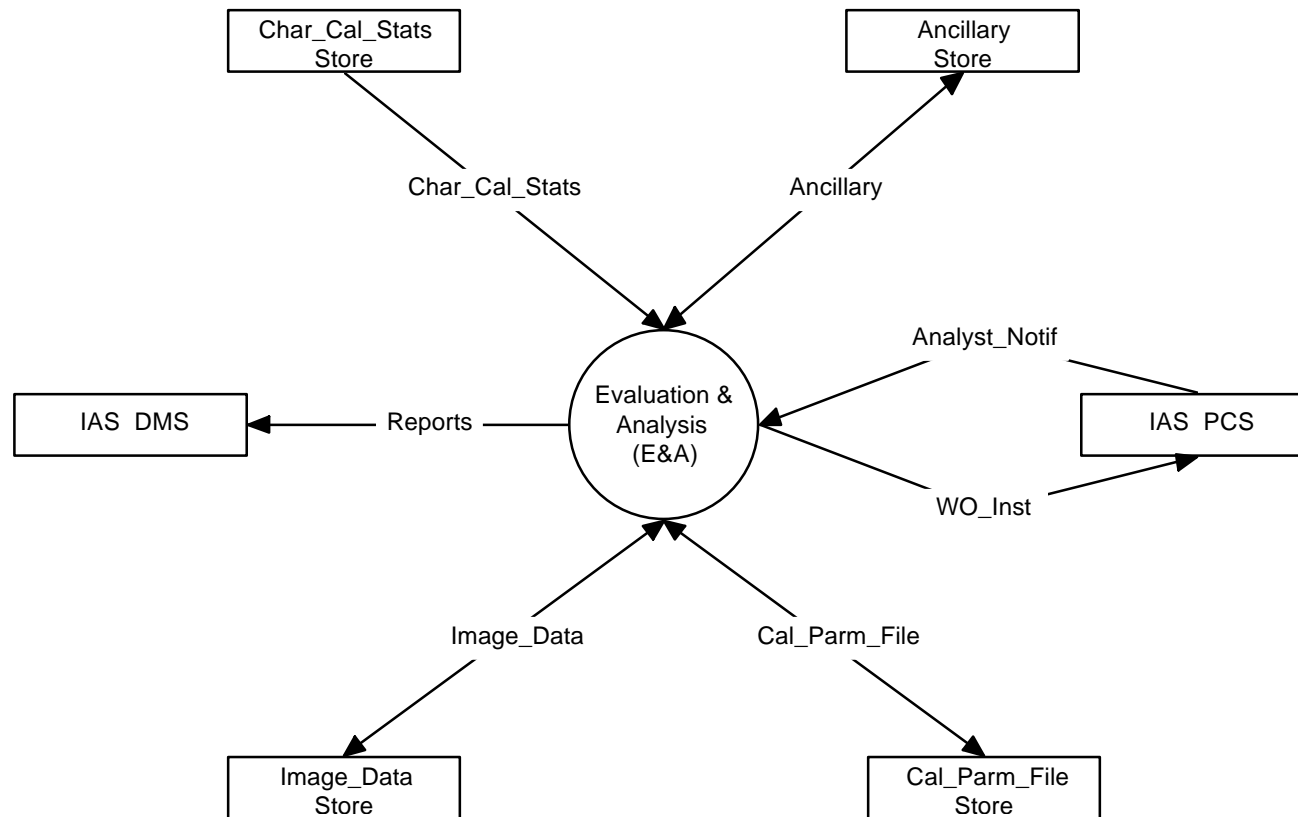 Char_Cal_Stats
Store
Ancillary
Store
Char_Cal_Stats
Ancillary
Analyst_Notif
Evaluation &
Analysis
(E&A)
IAS DMS
Reports
IAS PCS
WO_Inst
Image_Data
Cal_Parm_File
Image_Data
Store
Cal_Parm_File
Store